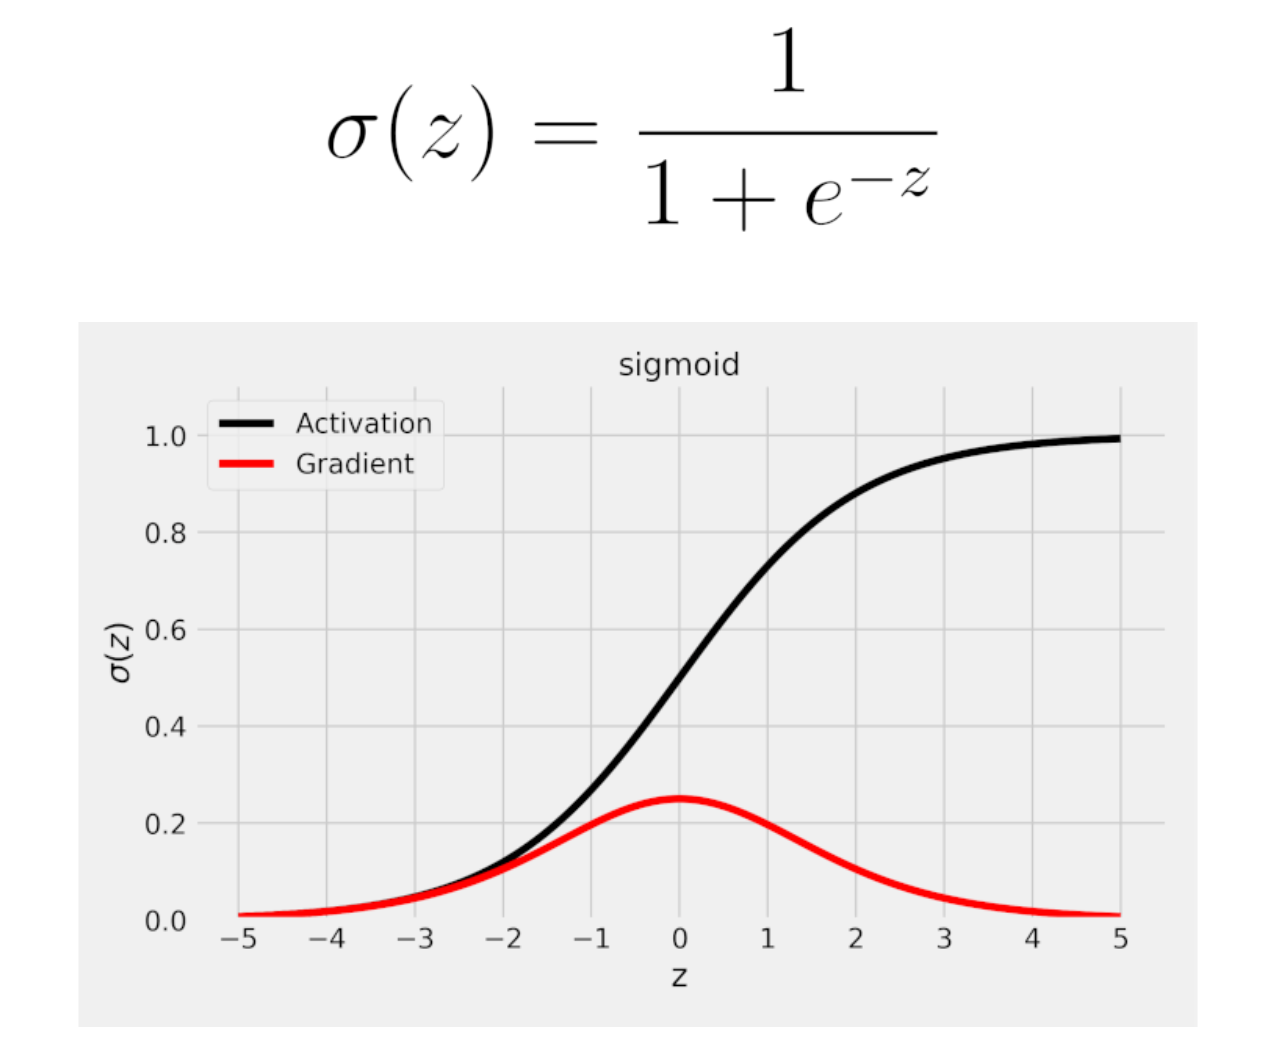 σ(z) = 1 / (1 + e^{−z})
sigmoid
Activation
Gradient
1.0
0.8
0.6
0.4
0.2
0.0
σ(z)
−5 −4 −3 −2 −1 0 1 2 3 4 5
z